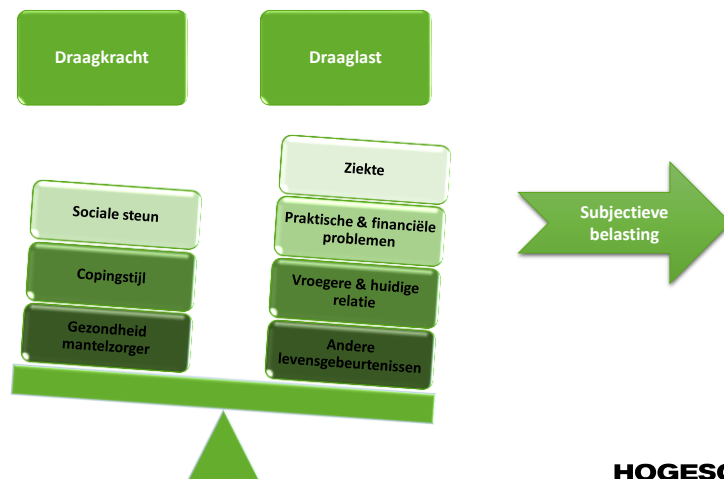 Draagkracht
Draaglast
Sociale steun
Copingstijl
Gezondheid
mantelzorger
Ziekte
Praktische & financiële
problemen
Vroegere & huidige
relatie
Andere
levensgebeurtenissen
Subjectieve
belasting